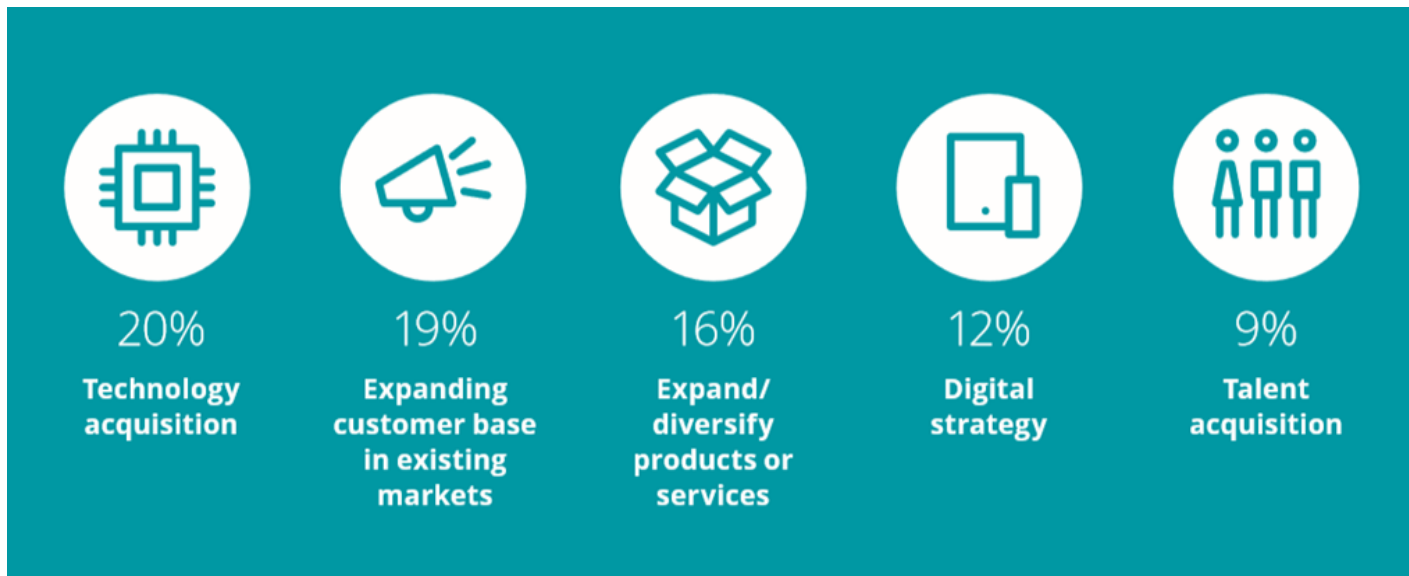 20%
Technology
acquisition
19%
Expanding
customer base
in existing
markets
16%
Expand/
diversify
products or
services
12%
Digital
strategy
9%
Talent
acquisition